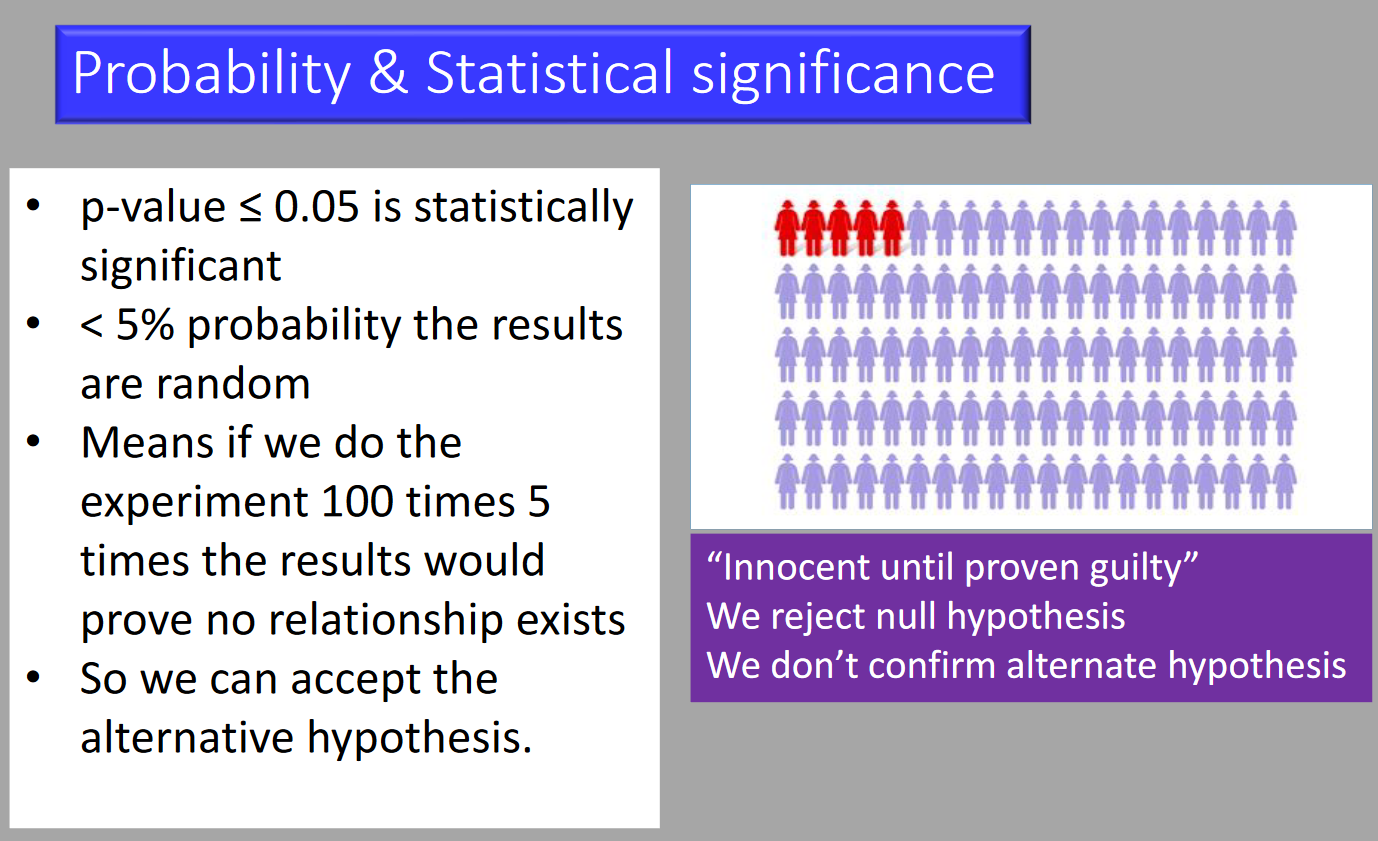 Probability & Statistical significance
• p-value ≤ 0.05 is statistically
significant
• < 5% probability the results
are random
• Means if we do the
experiment 100 times 5
times the results would
prove no relationship exists
• So we can accept the
alternative hypothesis.
“Innocent until proven guilty”
We reject null hypothesis
We don’t confirm alternate hypothesis